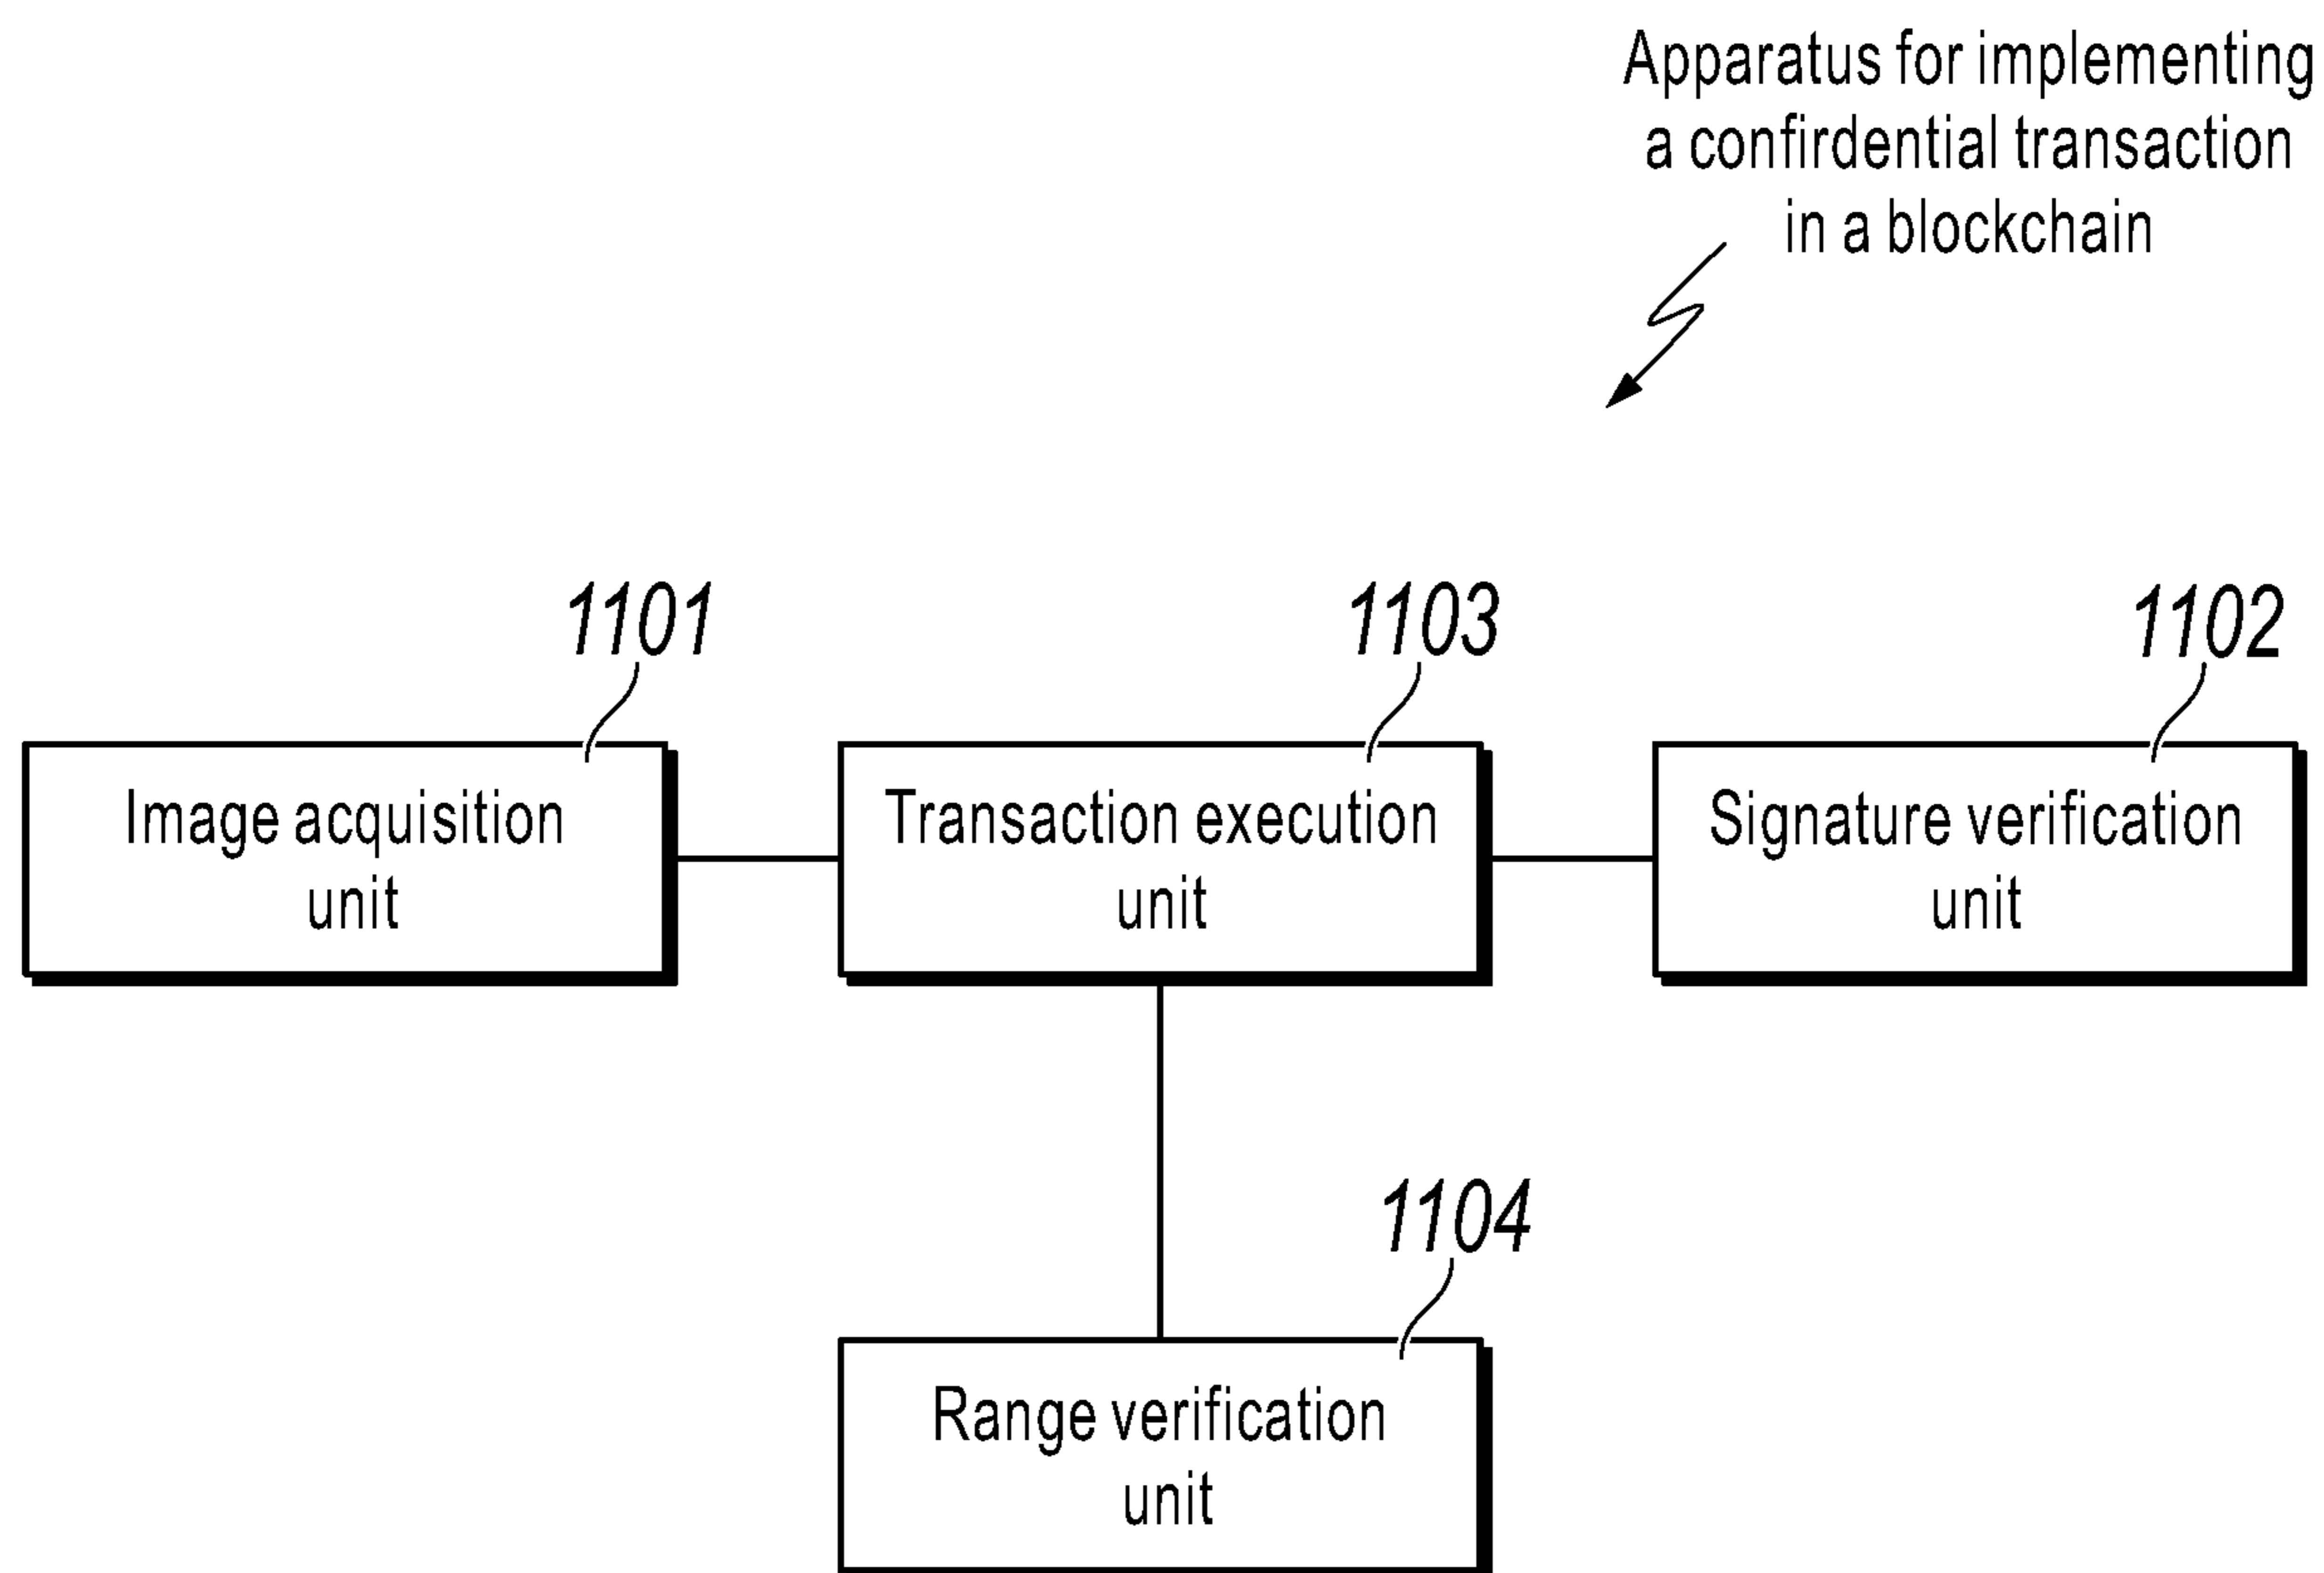 Apparatus for implementing
a confirdential transaction
in a blockchain
1101
1103
1102
Image acquisition
unit
Transaction execution
unit
Signature verification
unit
1104
Range verification
unit